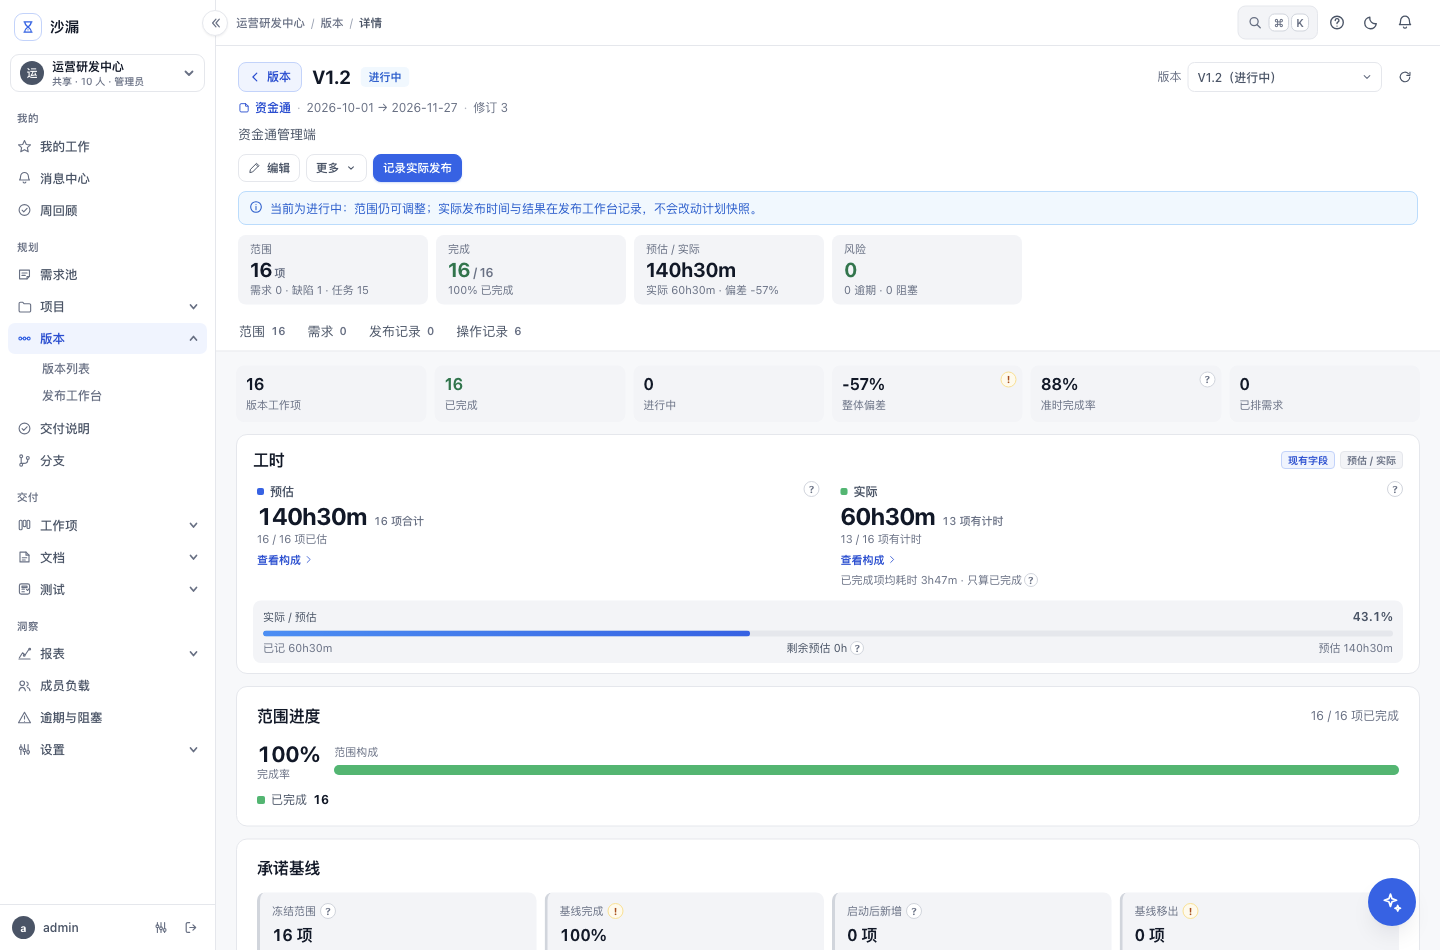 沙漏
运营研发中心 / 版本 / 详情
⌘ K
运
运营研发中心
共享 · 10 人 · 管理员
我的
我的工作
消息中心
周回顾
规划
需求池
项目
版本
版本列表
发布工作台
交付说明
分支
交付
工作项
文档
测试
洞察
报表
成员负载
逾期与阻塞
设置
a admin
版本 V1.2 进行中
版本 V1.2（进行中）
资金通 · 2026-10-01 → 2026-11-27 · 修订 3
资金通管理端
编辑 更多 记录实际发布
当前为进行中：范围仍可调整；实际发布时间与结果在发布工作台记录，不会改动计划快照。
范围
16 项
需求 0 · 缺陷 1 · 任务 15
完成
16 / 16
100% 已完成
预估 / 实际
140h30m
实际 60h30m · 偏差 -57%
风险
0
0 逾期 · 0 阻塞
范围 16 需求 0 发布记录 0 操作记录 6
16
版本工作项
16
已完成
0
进行中
-57% !
整体偏差
88% ?
准时完成率
0
已排需求
工时
现有字段 预估 / 实际
预估 ?
140h30m 16 项合计
16 / 16 项已估
查看构成
实际 ?
60h30m 13 项有计时
13 / 16 项有计时
查看构成
已完成项均耗时 3h47m · 只算已完成 ?
实际 / 预估 43.1%
已记 60h30m 剩余预估 0h ? 预估 140h30m
范围进度 16 / 16 项已完成
100%
完成率
范围构成
已完成 16
承诺基线
冻结范围 ?
16 项
基线完成 !
100%
启动后新增 ?
0 项
基线移出 !
0 项